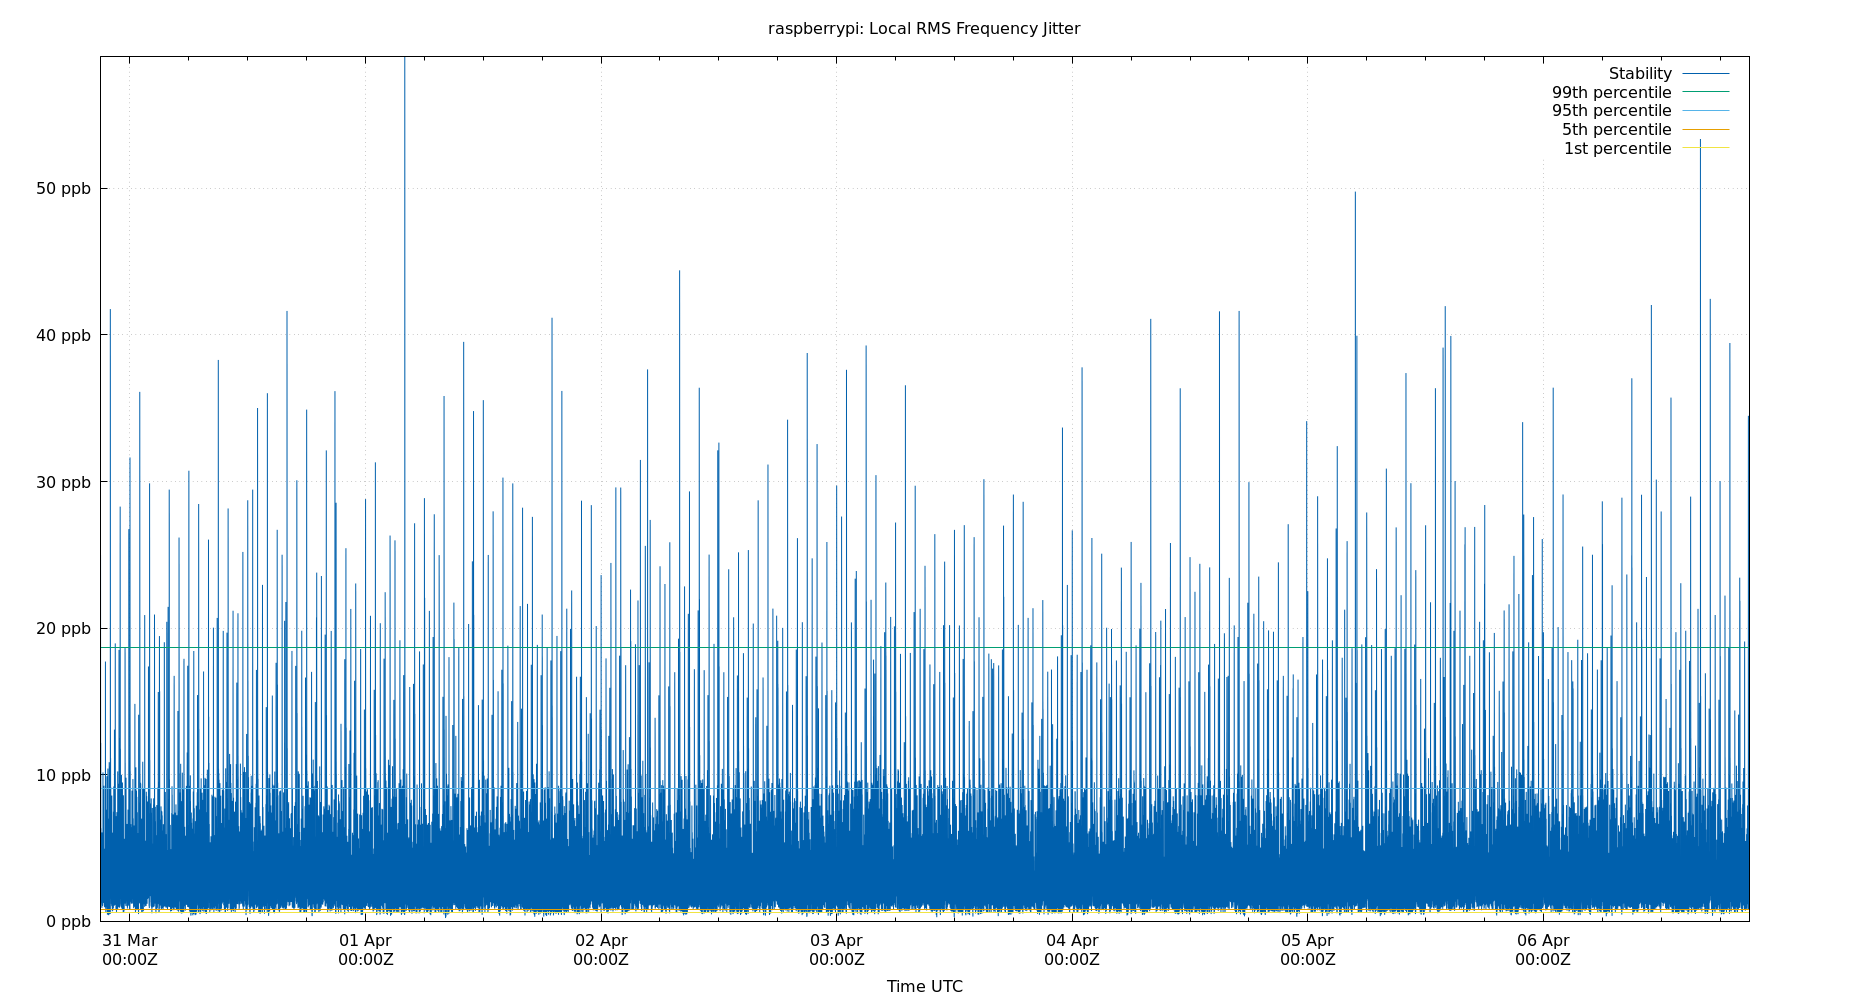 raspberrypi: Local RMS Frequency Jitter
Stability
99th percentile
95th percentile
5th percentile
1st percentile
50 ppb
40 ppb
30 ppb
20 ppb
10 ppb
0 ppb
31 Mar 01 Apr 02 Apr 03 Apr 04 Apr 05 Apr 06 Apr
00:00Z 00:00Z 00:00Z 00:00Z 00:00Z 00:00Z 00:00Z
Time UTC